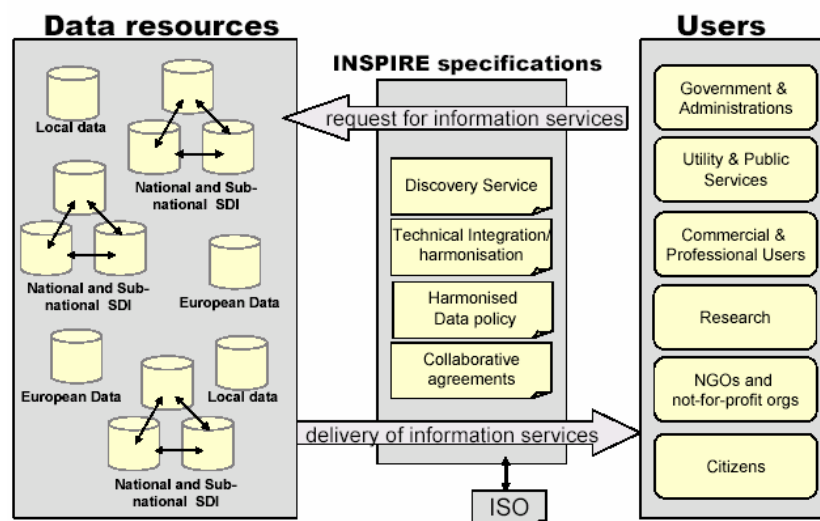 Data resources
Local data
National and Sub-
national SDI
National and Sub-
national SDI
European Data
European Data
Local data
National and Sub-
national SDI
INSPIRE specifications
request for information services
Discovery Service
Technical Integration/
harmonisation
Harmonised
Data policy
Collaborative
agreements
delivery of information services
ISO
Users
Government &
Administrations
Utility & Public
Services
Commercial &
Professional Users
Research
NGOs and
not-for-profit orgs
Citizens